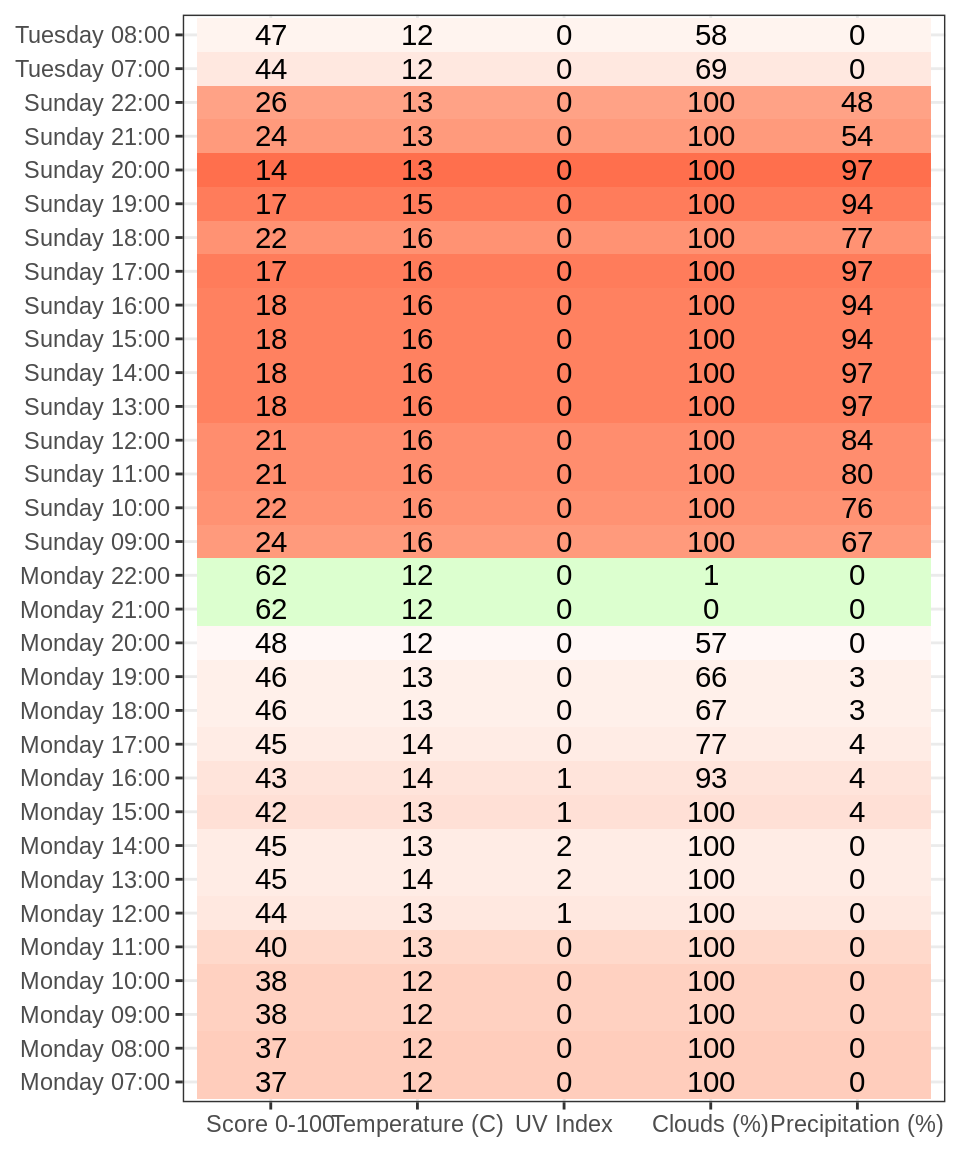 Tuesday 08:00 47 12 0 58 0
Tuesday 07:00 44 12 0 69 0
Sunday 22:00 26 13 0 100 48
Sunday 21:00 24 13 0 100 54
Sunday 20:00 14 13 0 100 97
Sunday 19:00 17 15 0 100 94
Sunday 18:00 22 16 0 100 77
Sunday 17:00 17 16 0 100 97
Sunday 16:00 18 16 0 100 94
Sunday 15:00 18 16 0 100 94
Sunday 14:00 18 16 0 100 97
Sunday 13:00 18 16 0 100 97
Sunday 12:00 21 16 0 100 84
Sunday 11:00 21 16 0 100 80
Sunday 10:00 22 16 0 100 76
Sunday 09:00 24 16 0 100 67
Monday 22:00 62 12 0 1 0
Monday 21:00 62 12 0 0 0
Monday 20:00 48 12 0 57 0
Monday 19:00 46 13 0 66 3
Monday 18:00 46 13 0 67 3
Monday 17:00 45 14 0 77 4
Monday 16:00 43 14 1 93 4
Monday 15:00 42 13 1 100 4
Monday 14:00 45 13 2 100 0
Monday 13:00 45 14 2 100 0
Monday 12:00 44 13 1 100 0
Monday 11:00 40 13 0 100 0
Monday 10:00 38 12 0 100 0
Monday 09:00 38 12 0 100 0
Monday 08:00 37 12 0 100 0
Monday 07:00 37 12 0 100 0
Score 0-100 Temperature (C) UV Index Clouds (%) Precipitation (%)